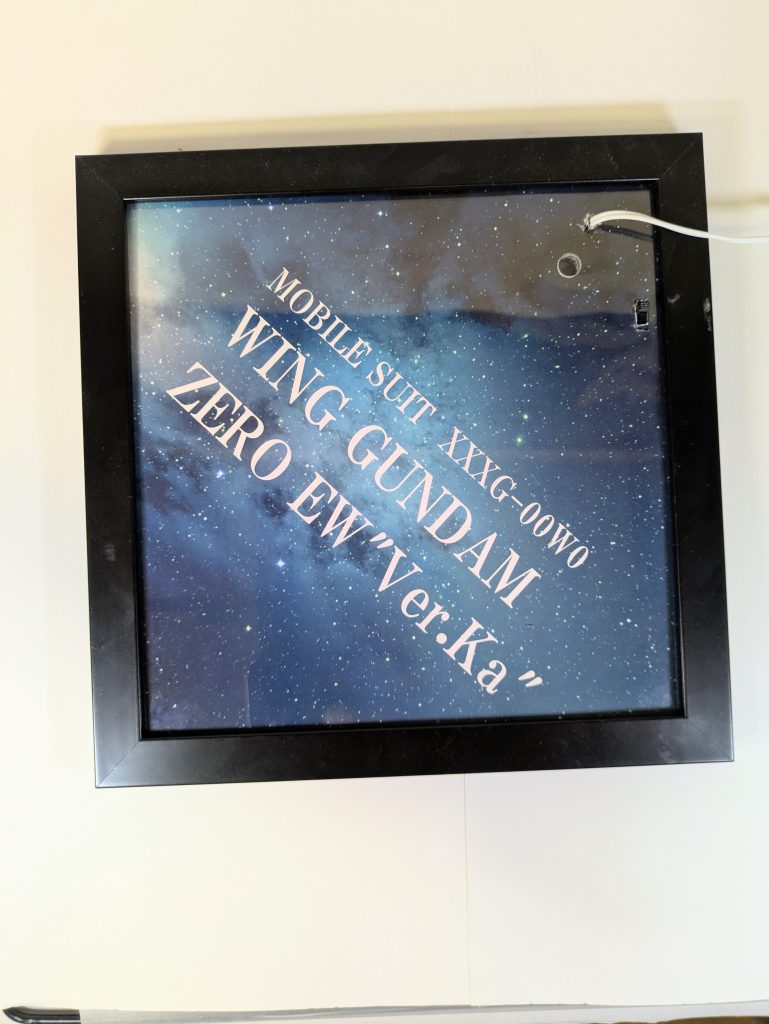 MOBILE SUIT XXXG-00W0
WING GUNDAM
ZERO EW"Ver.Ka"